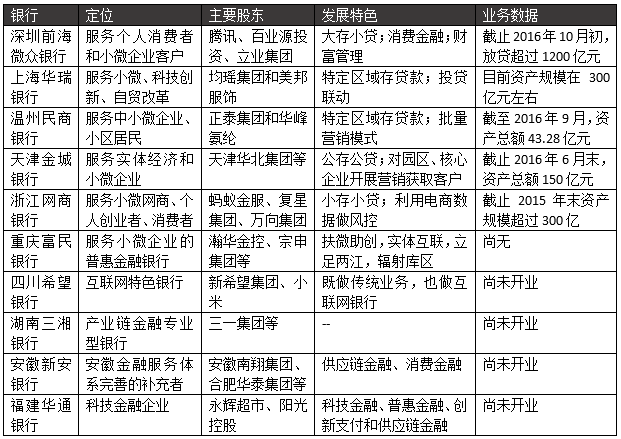 银行 定位 主要股东 发展特色 业务数据
深圳前海 服务个人消费者 腾讯、百业源投 大存小贷；消费金融；财 截止 2016 年 10 月初，
微众银行 和小微企业客户 资、立业集团 富管理 放贷超过 1200 亿元
上海华瑞 服务小微、科技创 均瑶集团和美邦 特定区域存贷款；投贷 目前资产规模在 300
银行 新、自贸改革 服饰 联动 亿元左右
温州民商 服务中小微企业、 正泰集团和华峰 特定区域存贷款；批量 截至 2016 年 9 月，资
银行 小区居民 氨纶 营销模式 产总额 43.28 亿元
天津金城 服务实体经济和 天津华北集团等 公存公贷；对园区、核心 截止 2016 年 6 月末，
银行 小微企业 企业开展营销获取客户 资产总额 150 亿元
浙江网商 服务小微网商、个 蚂蚁金服、复星 小存小贷；利用电商数 截止 2015 年末资产
银行 人创业者、消费者 集团、万向集团 据做风控 规模超过 300 亿
重庆富民 服务小微企业的 瀚华金控、宗申 扶微助创，实体互联，立 尚无
银行 普惠金融银行 集团等 足两江，辐射库区
四川希望 互联网特色银行 新希望集团、小 既做传统业务，也做互 尚未开业
银行 米 联网银行
湖南三湘 产业链金融专业 三一集团等 -- 尚未开业
银行 型银行
安徽新安 安徽金融服务体 安徽南翔集团、 供应链金融、消费金融 尚未开业
银行 系完善的补充者 合肥华泰集团等
福建华通 科技金融企业 永辉超市、阳光 科技金融、普惠金融、创 尚未开业
银行 控股 新支付和供应链金融